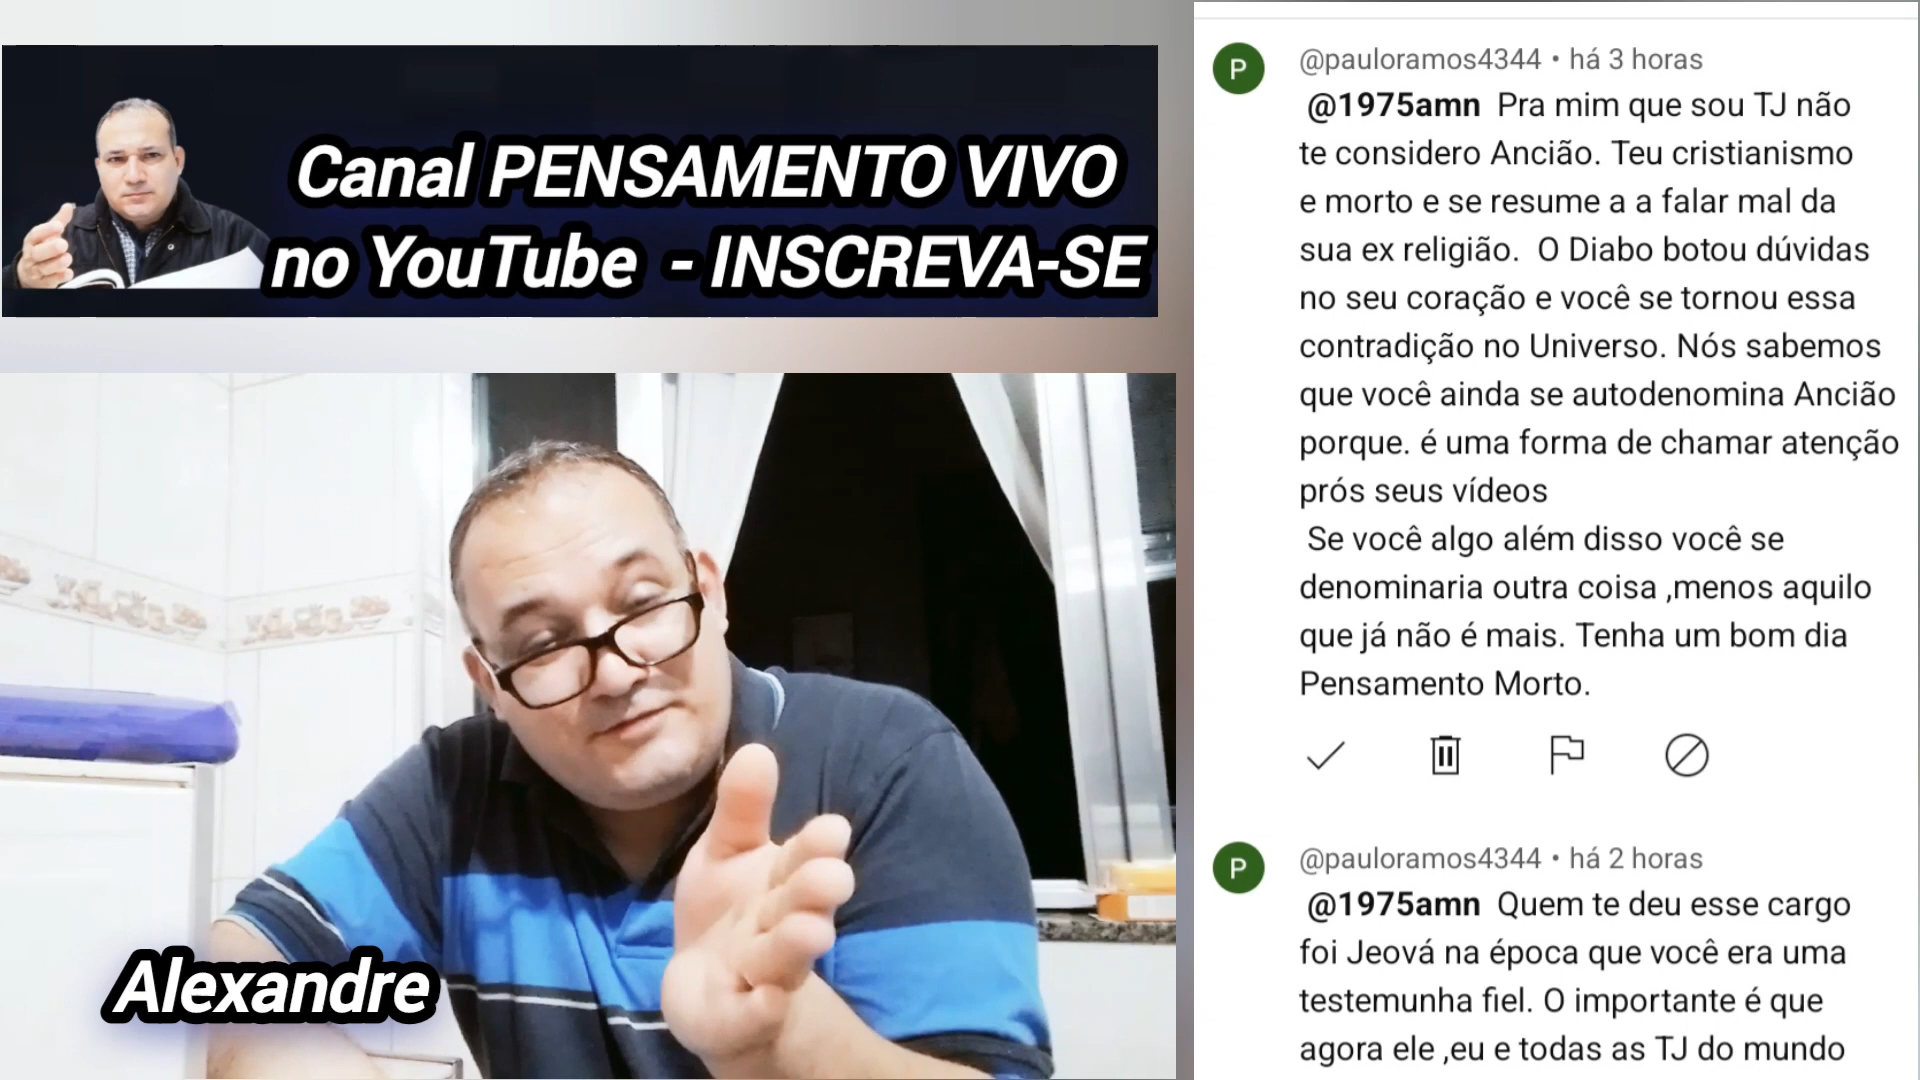 Canal PENSAMENTO VIVO
no YouTube - INSCREVA-SE
Alexandre
P
@pauloramos4344 • há 3 horas
@1975amn Pra mim que sou TJ não
te considero Ancião. Teu cristianismo
e morto e se resume a a falar mal da
sua ex religião. O Diabo botou dúvidas
no seu coração e você se tornou essa
contradição no Universo. Nós sabemos
que você ainda se autodenomina Ancião
porque. é uma forma de chamar atenção
prós seus vídeos
Se você algo além disso você se
denominaria outra coisa ,menos aquilo
que já não é mais. Tenha um bom dia
Pensamento Morto.
P
@pauloramos4344 • há 2 horas
@1975amn Quem te deu esse cargo
foi Jeová na época que você era uma
testemunha fiel. O importante é que
agora ele ,eu e todas as TJ do mundo